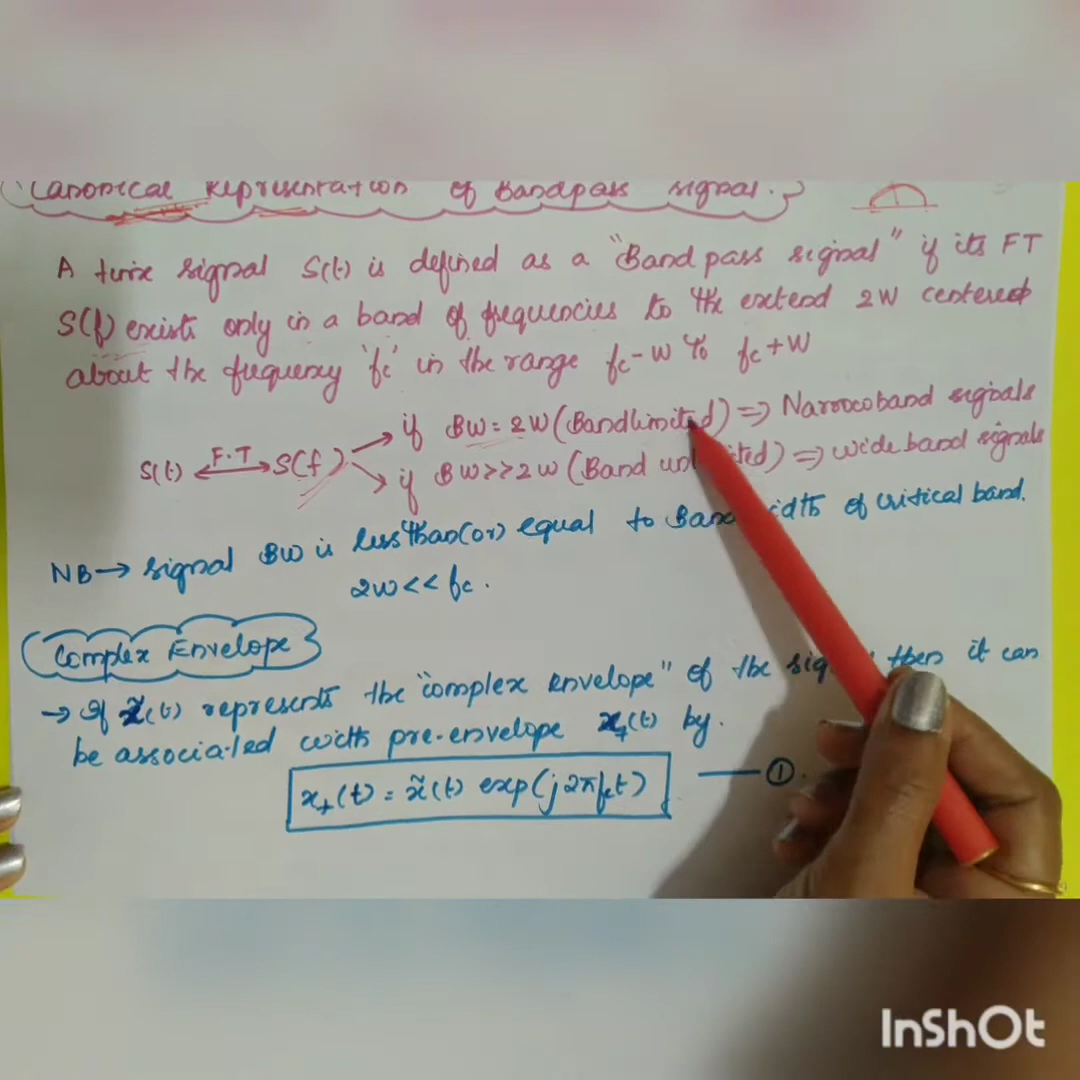 Canonical Representation of Bandpass signal.
A time signal S(t) is defined as a "Band pass signal" if its FT
S(f) exists only in a band of frequencies to the extend 2W centered
about the frequency 'fc' in the range fc-W to fc+W
if BW = 2W (Bandlimited) => Narrowband signals
S(t) <-F.T-> S(f)
if BW>>2W (Band unlimited) => wide band signals
NB → signal BW is less than (or) equal to Bandwidth of critical band.
2W << fc.
Complex Envelope
→ If x̃(t) represents the "complex envelope" of the signal then it can
be associated with pre-envelope x+(t) by.
x+(t) = x̃(t) exp(j2πfct) — ①.
InShOt